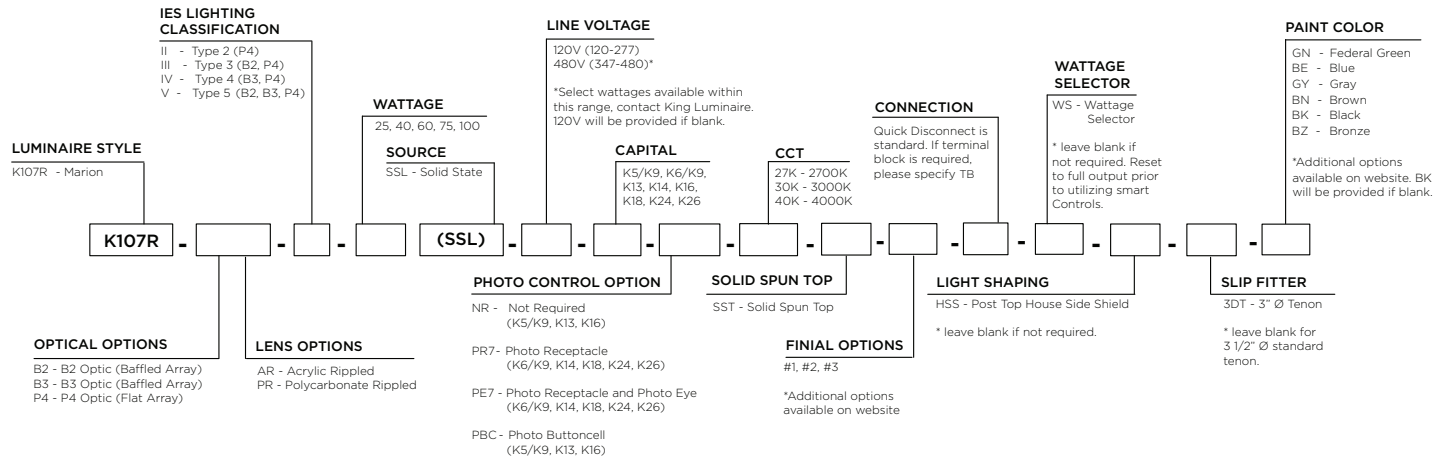 IES LIGHTING
CLASSIFICATION
II - Type 2 (P4)
III - Type 3 (B2, P4)
IV - Type 4 (B3, P4)
V - Type 5 (B2, B3, P4)
LINE VOLTAGE
120V (120-277)
480V (347-480)*
*Select wattages available within
this range, contact King Luminaire.
120V will be provided if blank.
PAINT COLOR
GN - Federal Green
BE - Blue
GY - Gray
BN - Brown
BK - Black
BZ - Bronze
*Additional options
available on website. BK
will be provided if blank.
WATTAGE
SELECTOR
WS - Wattage
Selector
* leave blank if
not required. Reset
to full output prior
to utilizing smart
Controls.
WATTAGE
25, 40, 60, 75, 100
CONNECTION
Quick Disconnect is
standard. If terminal
block is required,
please specify TB
LUMINAIRE STYLE
K107R - Marion
SOURCE
SSL - Solid State
CAPITAL
K5/K9, K6/K9,
K13, K14, K16,
K18, K24, K26
CCT
27K - 2700K
30K - 3000K
40K - 4000K
K107R - - - (SSL) - - - - - - - - - - -
OPTICAL OPTIONS
B2 - B2 Optic (Baffled Array)
B3 - B3 Optic (Baffled Array)
P4 - P4 Optic (Flat Array)
LENS OPTIONS
AR - Acrylic Rippled
PR - Polycarbonate Rippled
PHOTO CONTROL OPTION
NR - Not Required
(K5/K9, K13, K16)
PR7 - Photo Receptacle
(K6/K9, K14, K18, K24, K26)
PE7 - Photo Receptacle and Photo Eye
(K6/K9, K14, K18, K24, K26)
PBC - Photo Buttoncell
(K5/K9, K13, K16)
SOLID SPUN TOP
SST - Solid Spun Top
FINIAL OPTIONS
#1, #2, #3
*Additional options
available on website
LIGHT SHAPING
HSS - Post Top House Side Shield
* leave blank if not required.
SLIP FITTER
3DT - 3” Ø Tenon
* leave blank for
3 1/2” Ø standard
tenon.